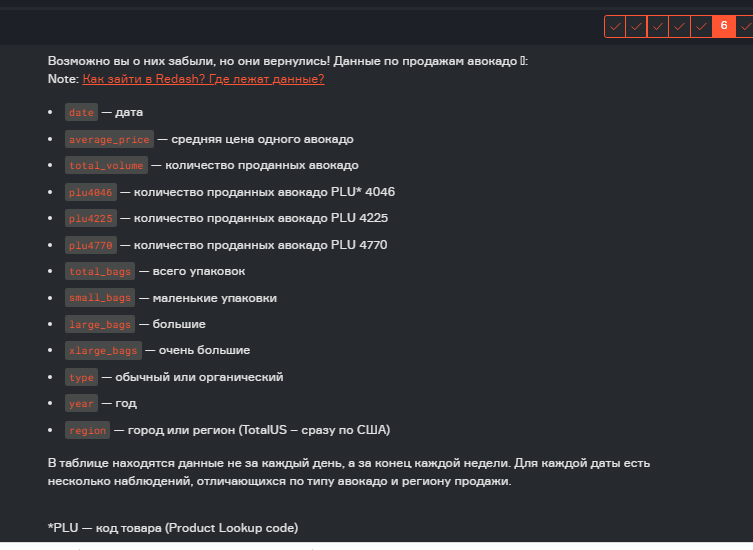 6
Возможно вы о них забыли, но они вернулись! Данные по продажам авокадо :
Note: Как зайти в Redash? Где лежат данные?
• date — дата
• average_price — средняя цена одного авокадо
• total_volume — количество проданных авокадо
• plu4046 — количество проданных авокадо PLU* 4046
• plu4225 — количество проданных авокадо PLU 4225
• plu4770 — количество проданных авокадо PLU 4770
• total_bags — всего упаковок
• small_bags — маленькие упаковки
• large_bags — большие
• xlarge_bags — очень большие
• type — обычный или органический
• year — год
• region — город или регион (TotalUS – сразу по США)
В таблице находятся данные не за каждый день, а за конец каждой недели. Для каждой даты есть
несколько наблюдений, отличающихся по типу авокадо и региону продажи.
*PLU — код товара (Product Lookup code)